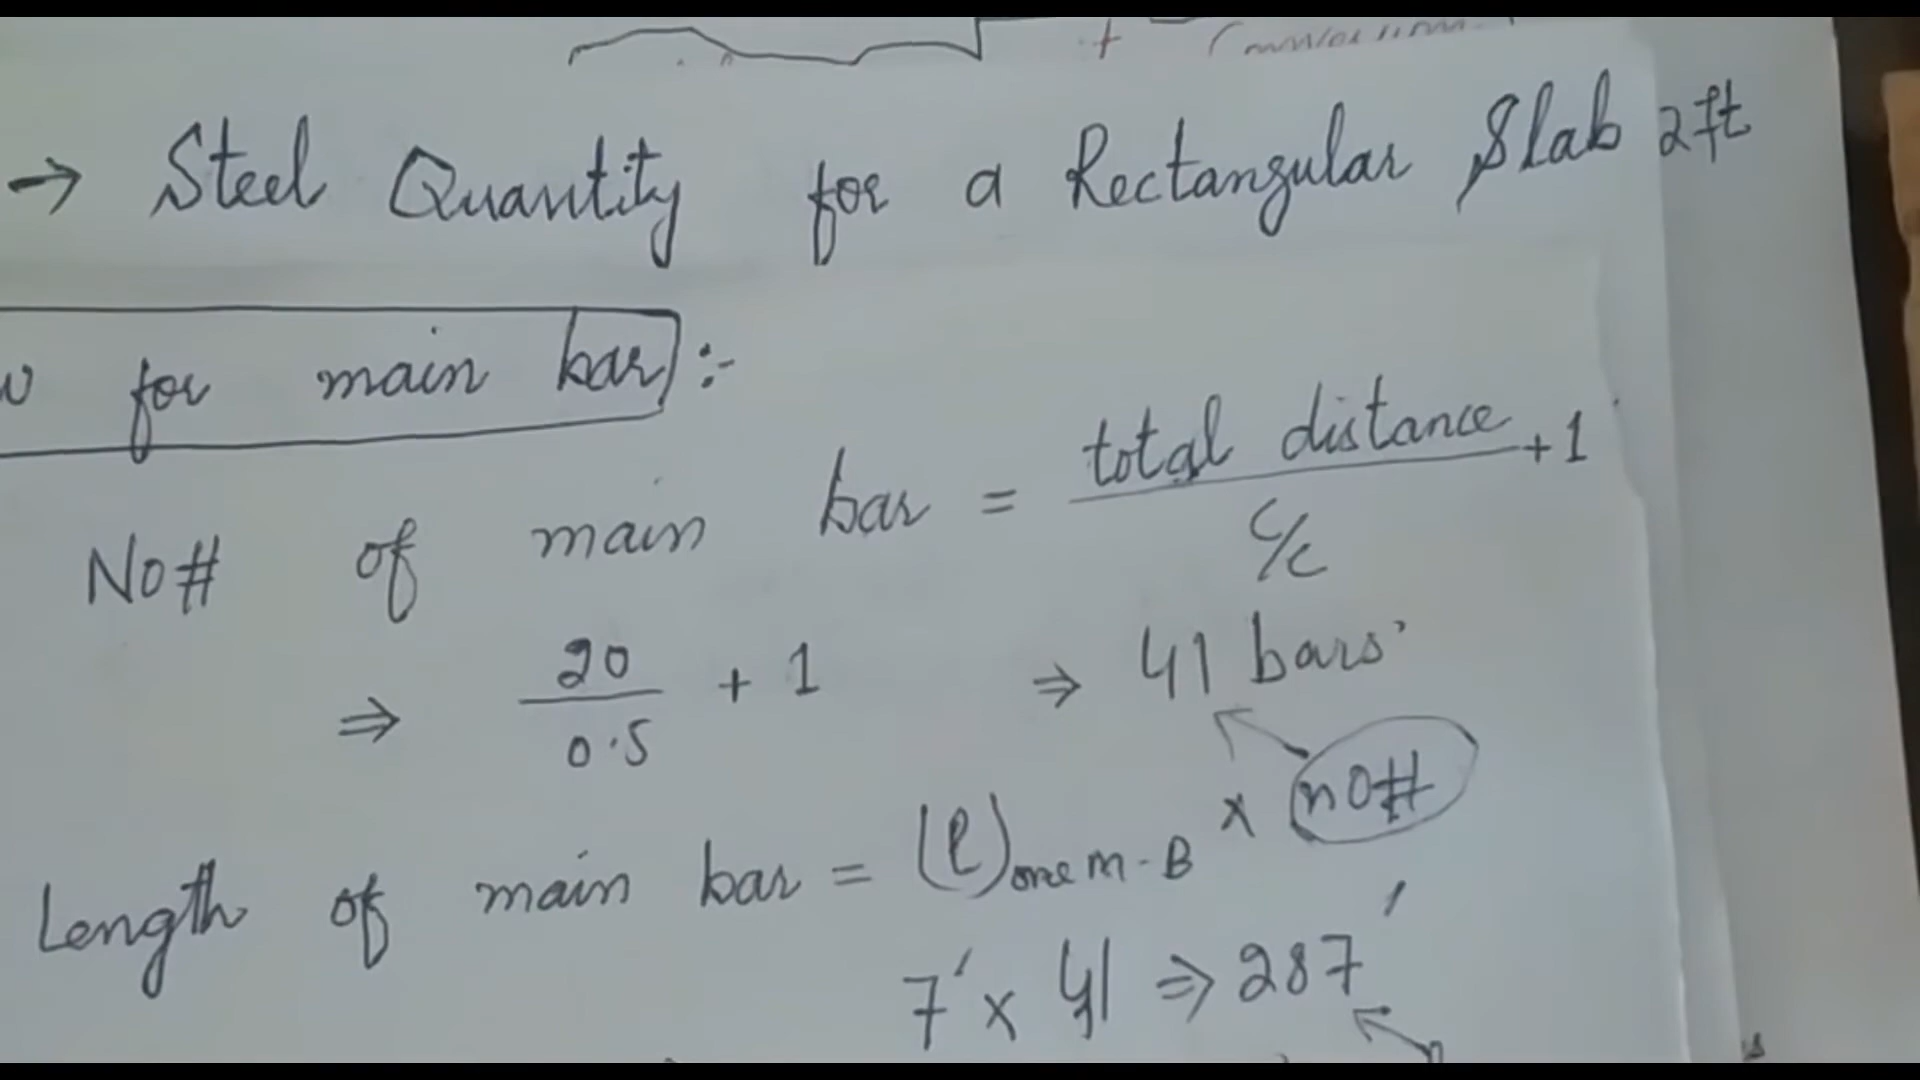 → Steel Quantity for a Rectangular Slab 2ft
for main bar :-
No# of main bar = total distance / c/c + 1
⇒ 20 / 0.5 + 1 ⇒ 41 bars
Length of main bar = (l) one m-B × no#
7' × 41 ⇒ 287'